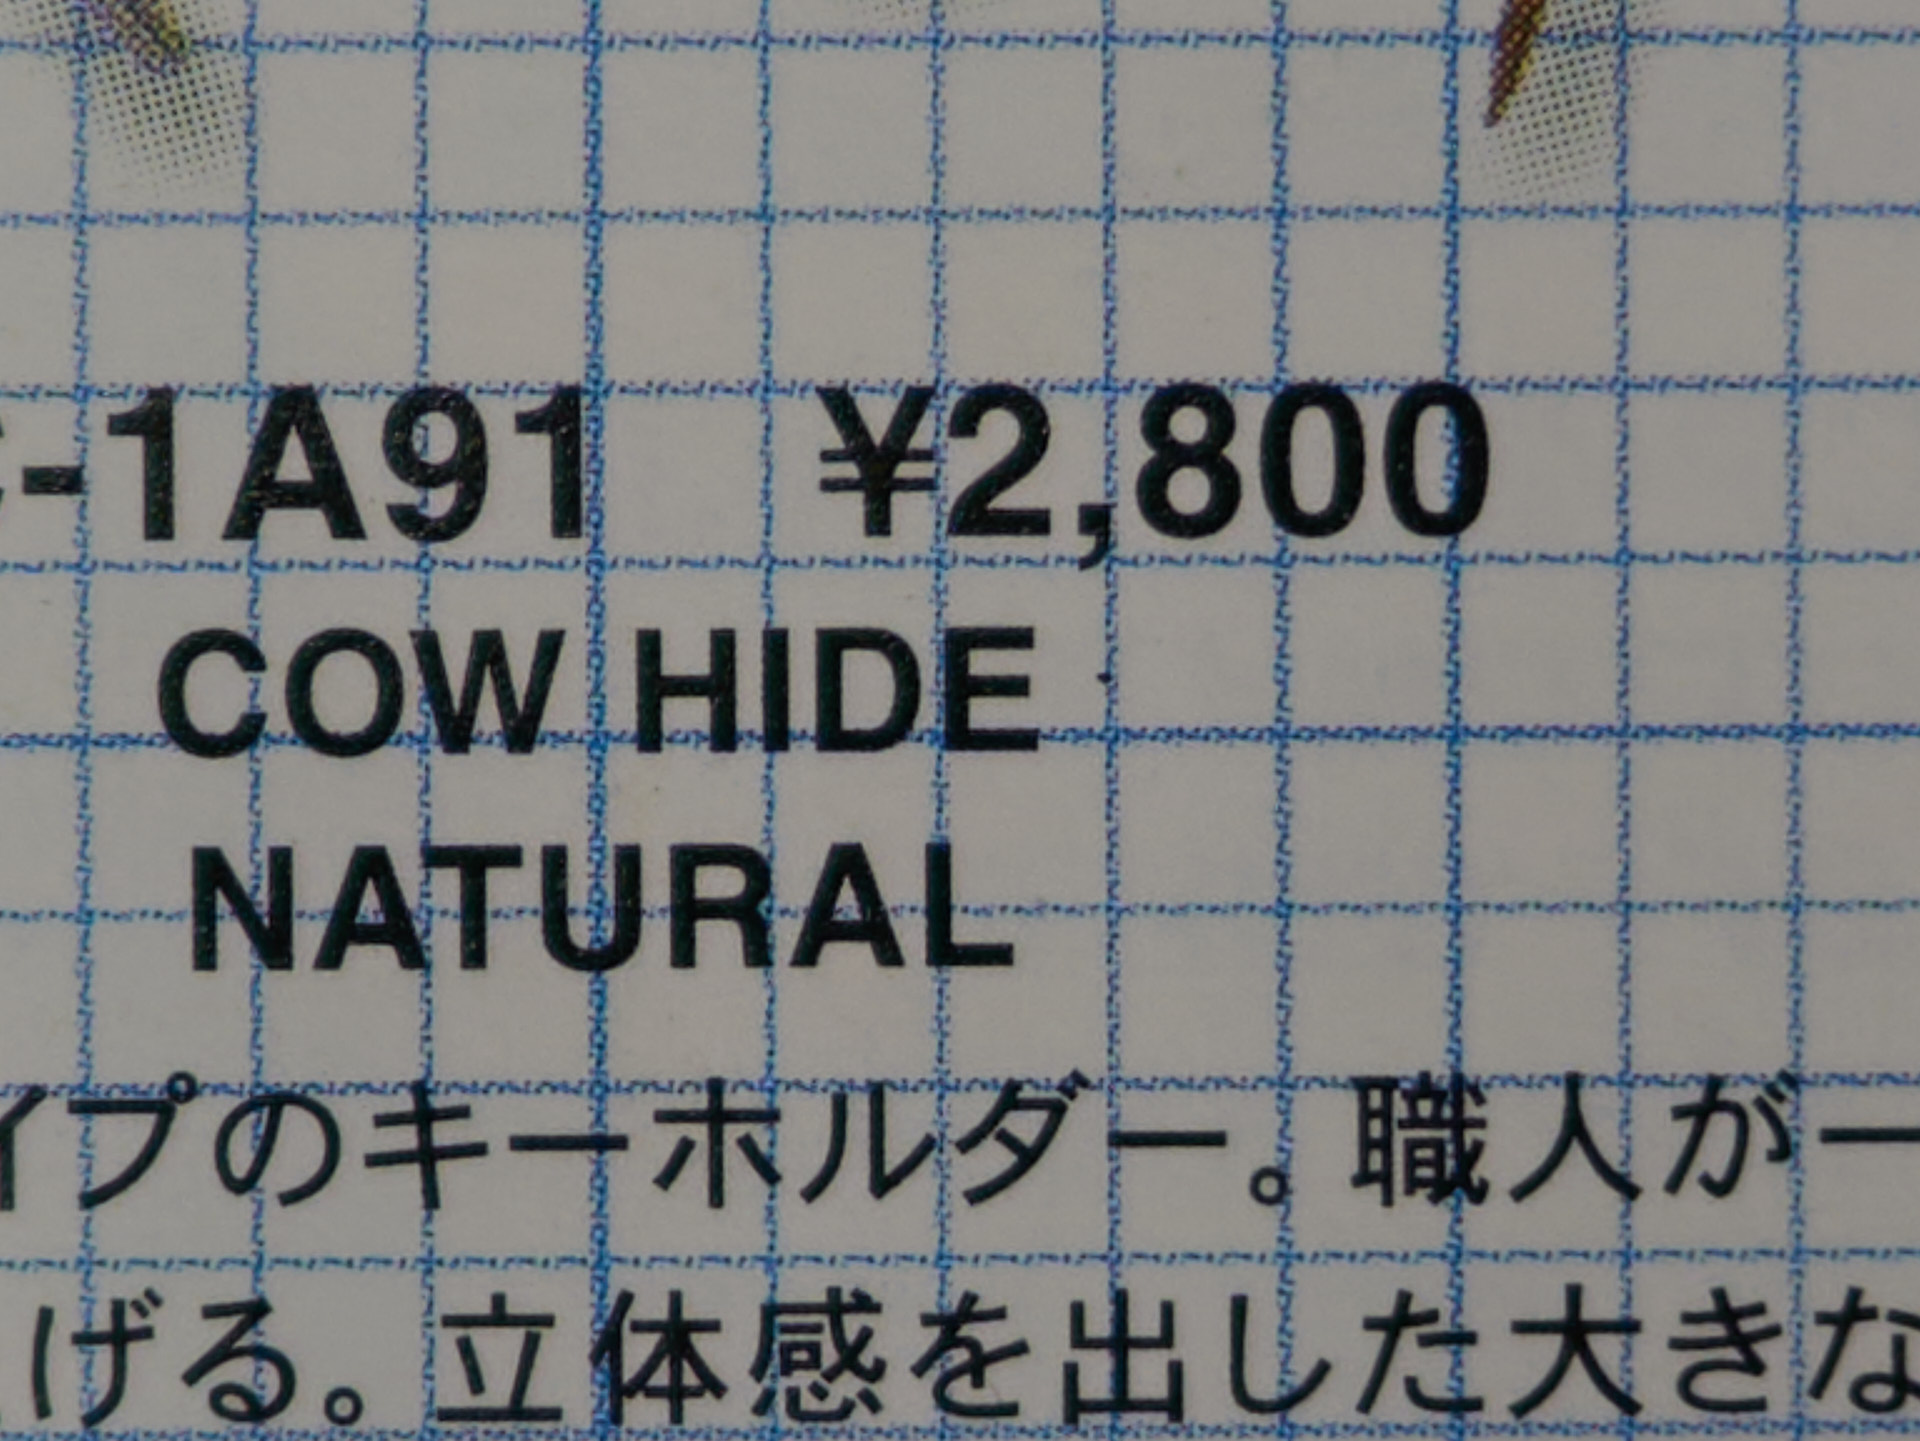 -1A91 ¥2,800
COW HIDE
NATURAL
イプのキーホルダー。職人が一
げる。立体感を出した大きな